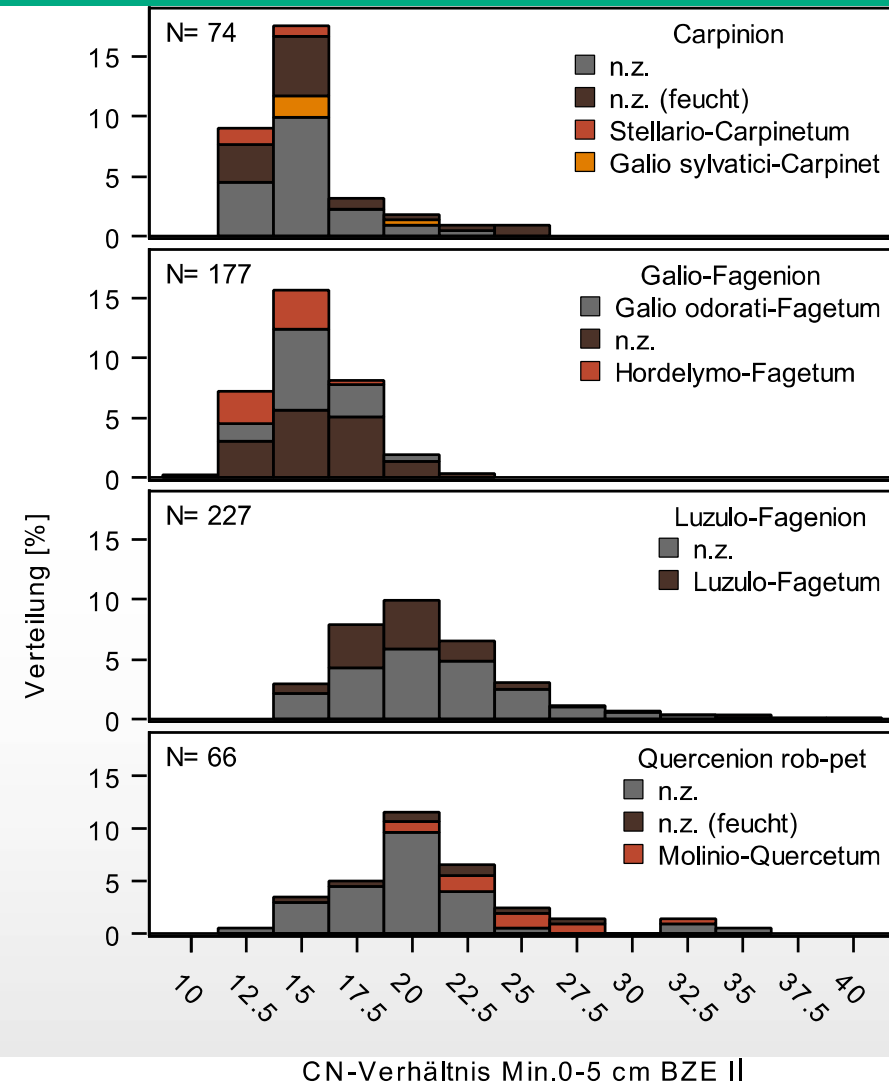 N= 74
Carpinion
n.z.
n.z. (feucht)
Stellario-Carpinetum
Galio sylvatici-Carpinet
15
10
5
0
N= 177
Galio-Fagenion
Galio odorati-Fagetum
n.z.
Hordelymo-Fagetum
15
10
5
0
N= 227
Luzulo-Fagenion
n.z.
Luzulo-Fagetum
15
10
5
0
N= 66
Quercenion rob-pet
n.z.
n.z. (feucht)
Molinio-Quercetum
15
10
5
0
Verteilung [%]
10 12.5 15 17.5 20 22.5 25 27.5 30 32.5 35 37.5 40
CN-Verhältnis Min.0-5 cm BZE II